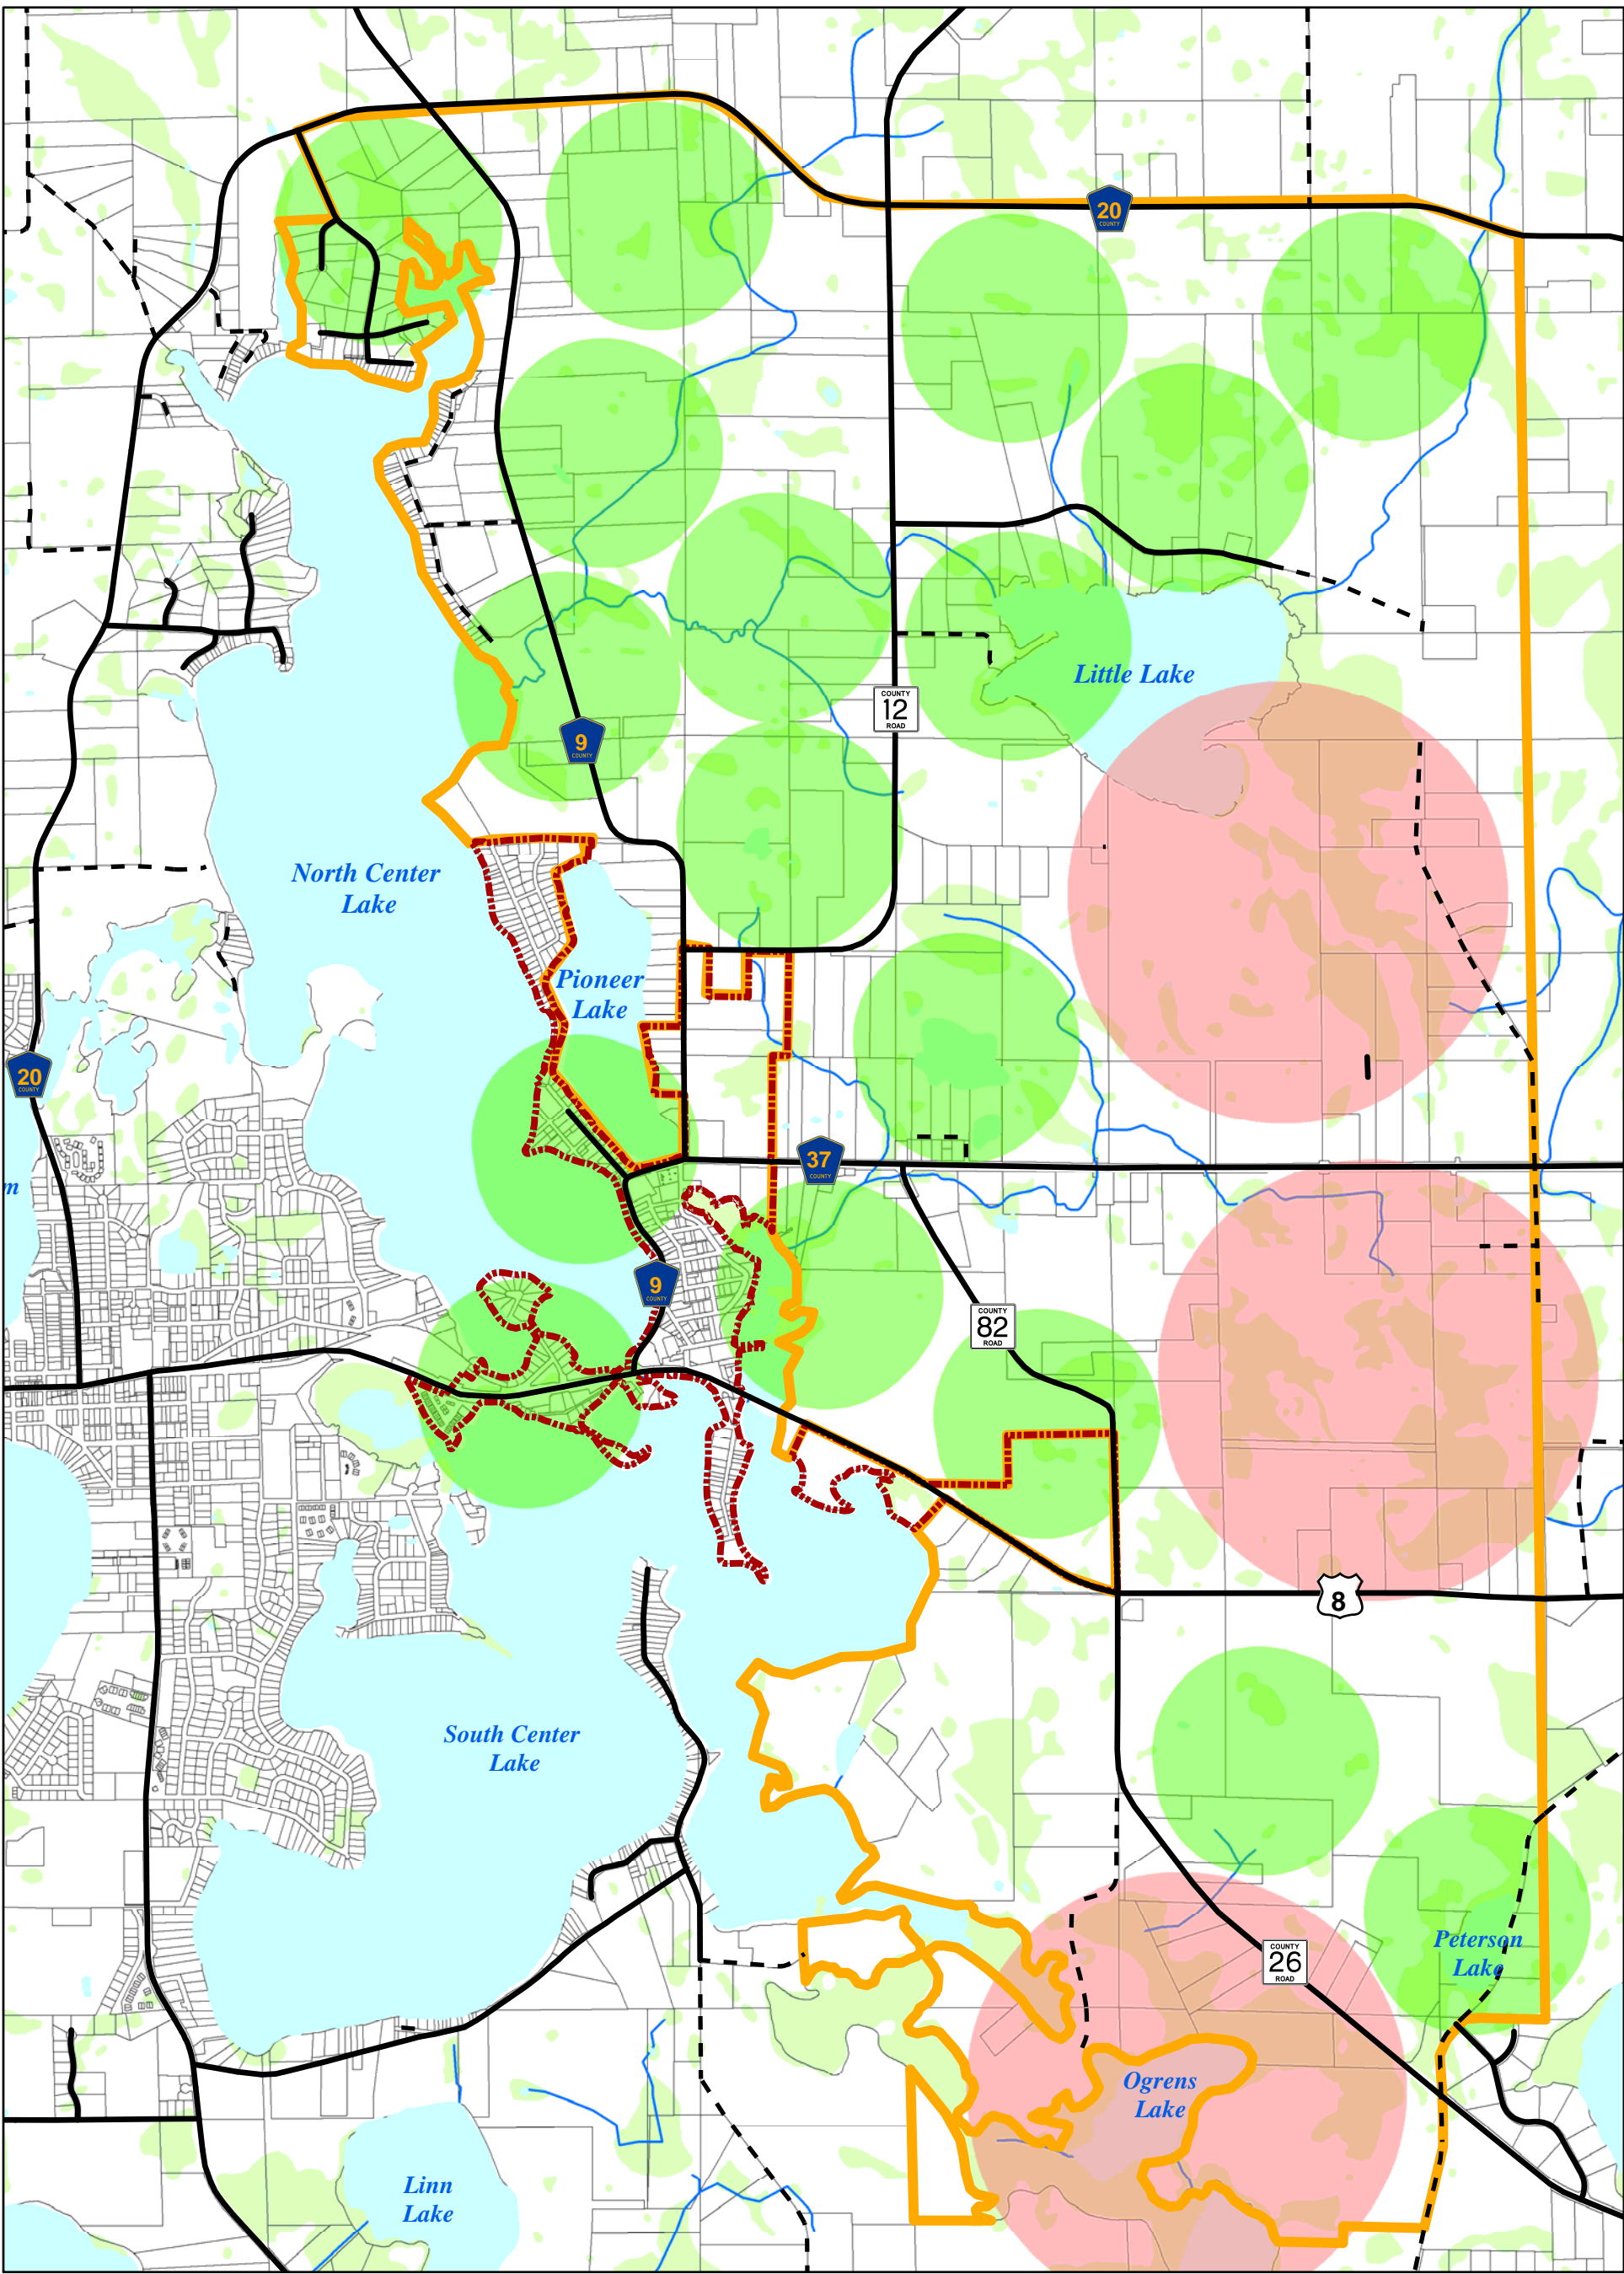 20
COUNTY
Little Lake
COUNTY
12
ROAD
9
COUNTY
North Center
Lake
Pioneer
Lake
20
COUNTY
37
COUNTY
m
9
COUNTY
COUNTY
82
ROAD
8
South Center
Lake
Peterson
Lake
COUNTY
26
ROAD
Ogrens
Lake
Linn
Lake